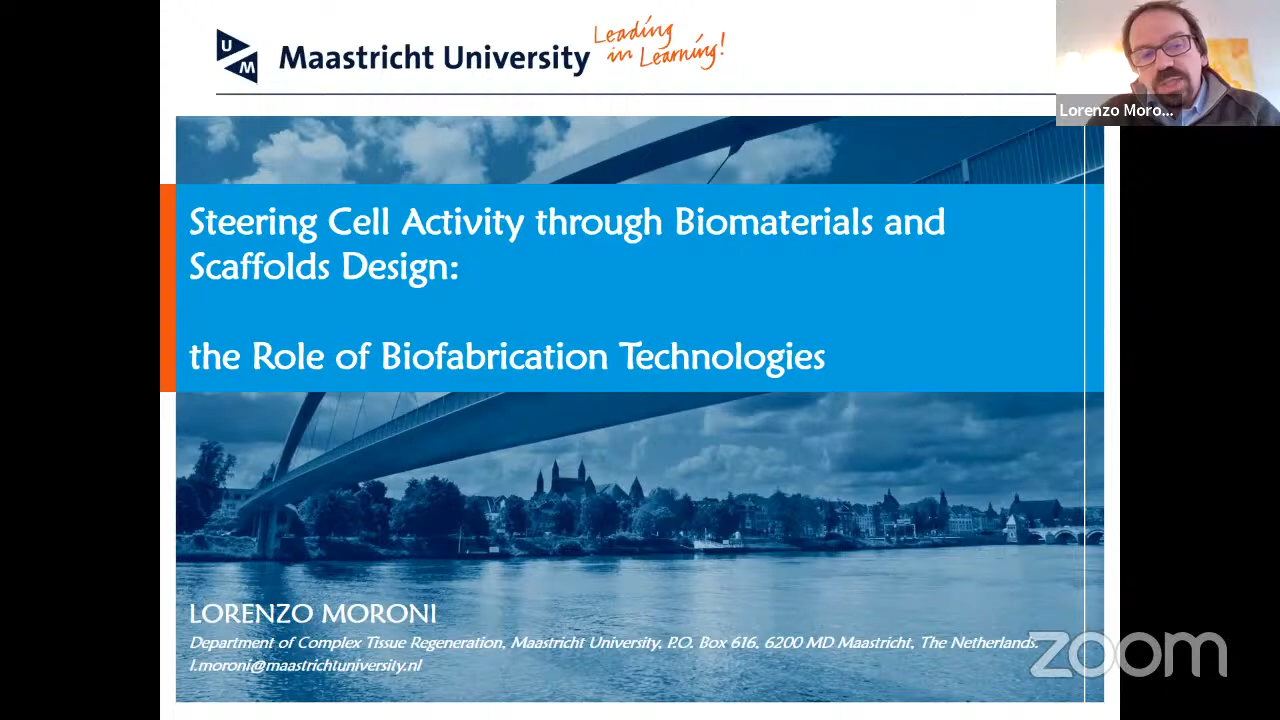 UM
Maastricht University
Leading
in Learning!
Lorenzo Moro...
Steering Cell Activity through Biomaterials and
Scaffolds Design:
the Role of Biofabrication Technologies
LORENZO MORONI
Department of Complex Tissue Regeneration, Maastricht University, P.O. Box 616, 6200 MD Maastricht, The Netherlands.
l.moroni@maastrichtuniversity.nl
zoom